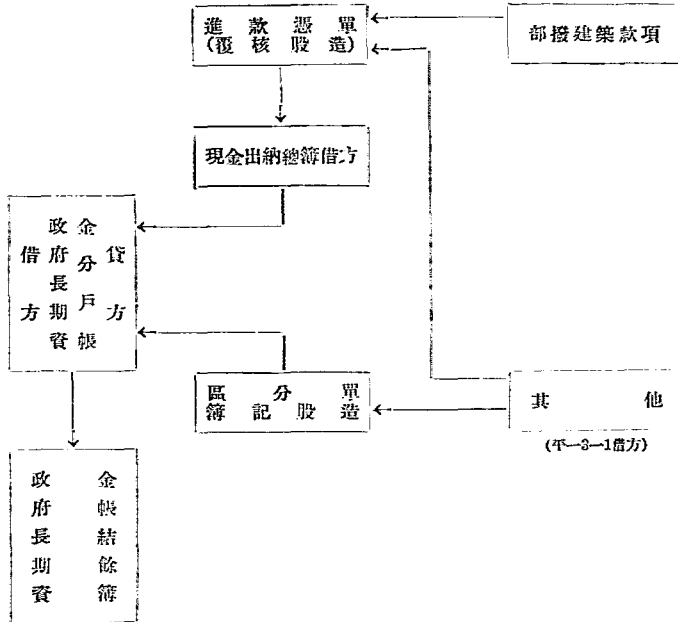 進款憑單
(覆核股造)
部撥建築款項
現金出納總簿借方
借方
政府長期資
金分戶帳
貸方
區分單
簿記股造
其他
(平—3—1借方)
政府長期資
金帳結餘簿